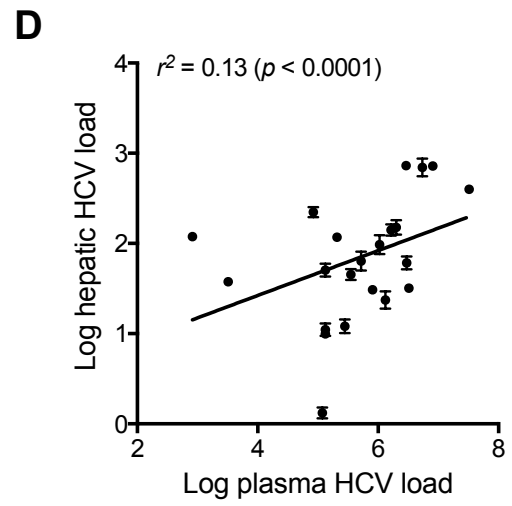 D
r² = 0.13 (p < 0.0001)
Log hepatic HCV load
4
3
2
1
0
2 4 6 8
Log plasma HCV load